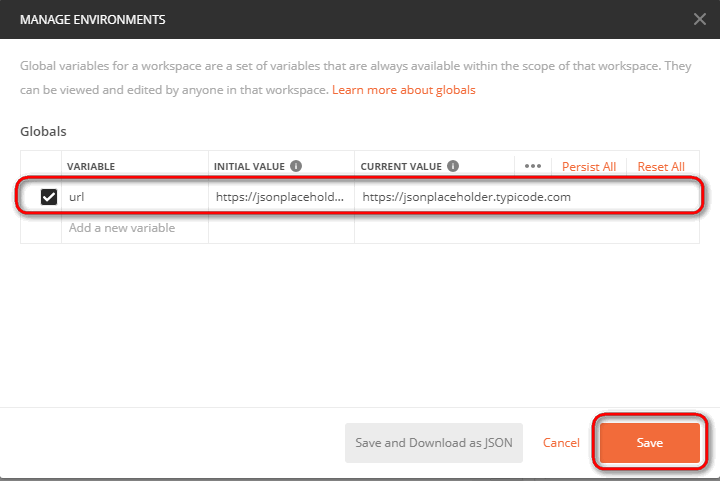 MANAGE ENVIRONMENTS
Global variables for a workspace are a set of variables that are always available within the scope of that workspace. They
can be viewed and edited by anyone in that workspace. Learn more about globals
Globals
VARIABLE INITIAL VALUE CURRENT VALUE ••• Persist All Reset All
url https://jsonplacehold... https://jsonplaceholder.typicode.com
Add a new variable
Save and Download as JSON Cancel Save